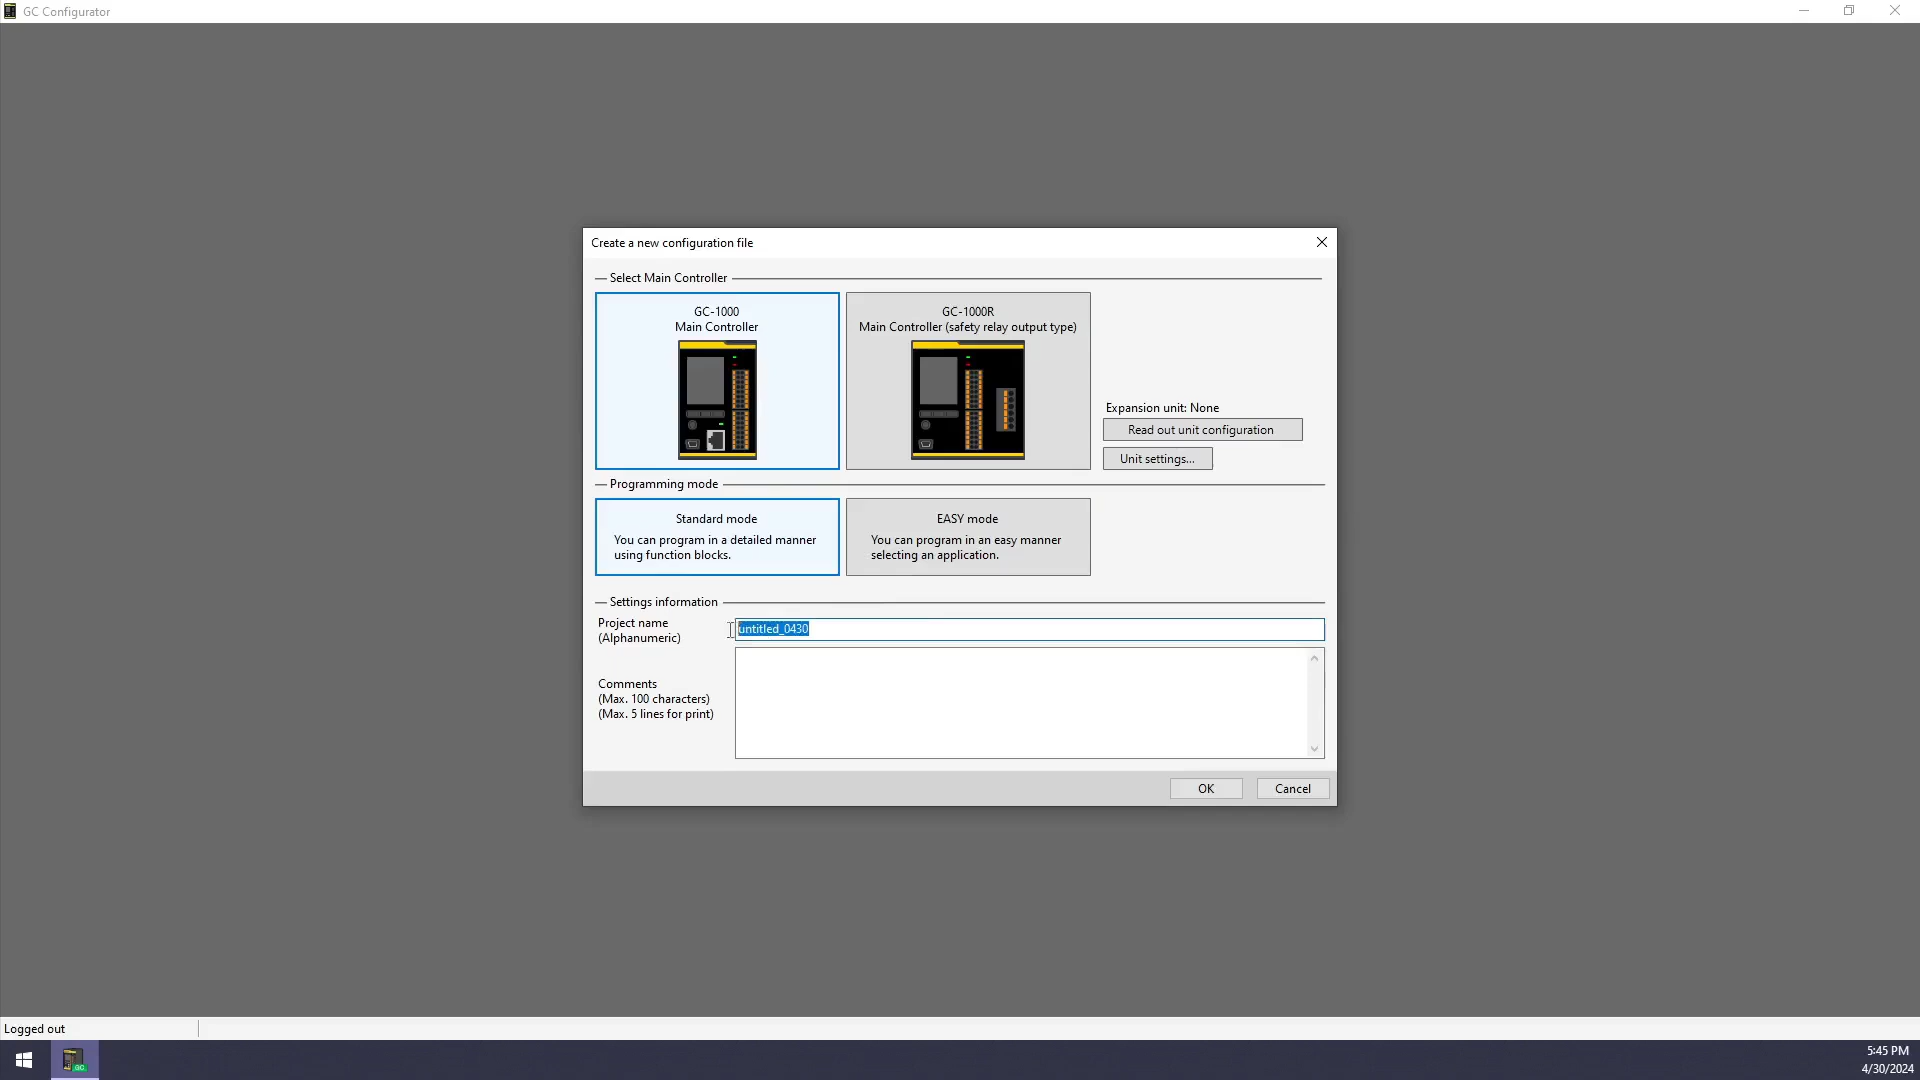 GC Configurator
Create a new configuration file
Select Main Controller
GC-1000
Main Controller
GC-1000R
Main Controller (safety relay output type)
Expansion unit: None
Read out unit configuration
Unit settings...
Programming mode
Standard mode
You can program in a detailed manner
using function blocks.
EASY mode
You can program in an easy manner
selecting an application.
Settings information
Project name
(Alphanumeric)
untitled_0430
Comments
(Max. 100 characters)
(Max. 5 lines for print)
OK
Cancel
Logged out
GC
5:45 PM
4/30/2024